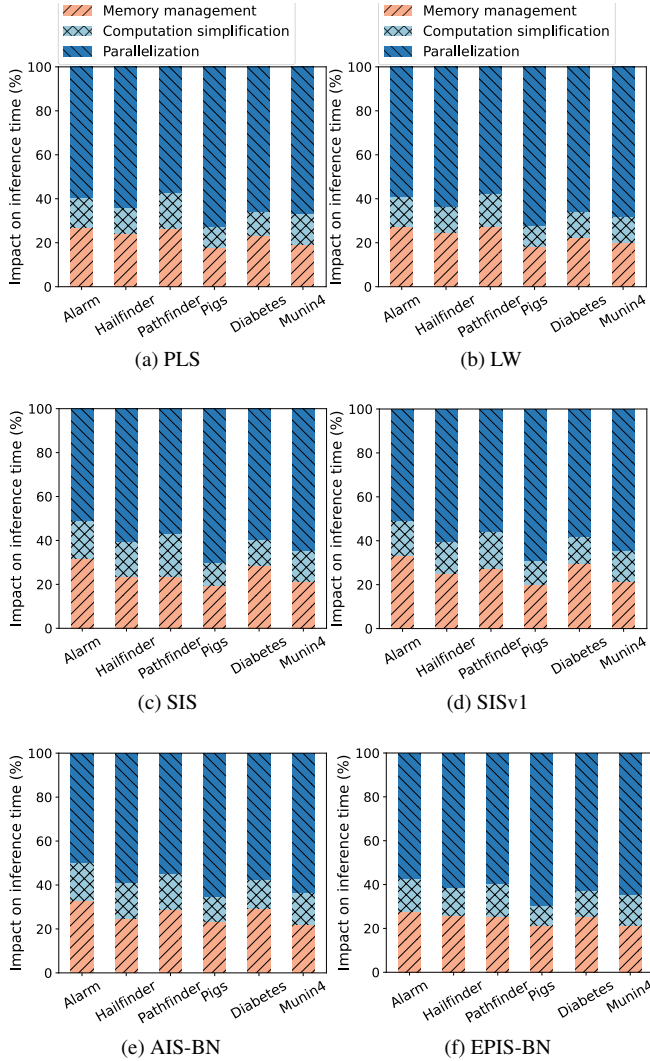 Memory management
Computation simplification
Parallelization
Memory management
Computation simplification
Parallelization
Impact on inference time (%)
100
80
60
40
20
0
Alarm
Hailfinder
Pathfinder
Pigs
Diabetes
Munin4
(a) PLS
Impact on inference time (%)
100
80
60
40
20
0
Alarm
Hailfinder
Pathfinder
Pigs
Diabetes
Munin4
(b) LW
Impact on inference time (%)
100
80
60
40
20
0
Alarm
Hailfinder
Pathfinder
Pigs
Diabetes
Munin4
(c) SIS
Impact on inference time (%)
100
80
60
40
20
0
Alarm
Hailfinder
Pathfinder
Pigs
Diabetes
Munin4
(d) SISv1
Impact on inference time (%)
100
80
60
40
20
0
Alarm
Hailfinder
Pathfinder
Pigs
Diabetes
Munin4
(e) AIS-BN
Impact on inference time (%)
100
80
60
40
20
0
Alarm
Hailfinder
Pathfinder
Pigs
Diabetes
Munin4
(f) EPIS-BN